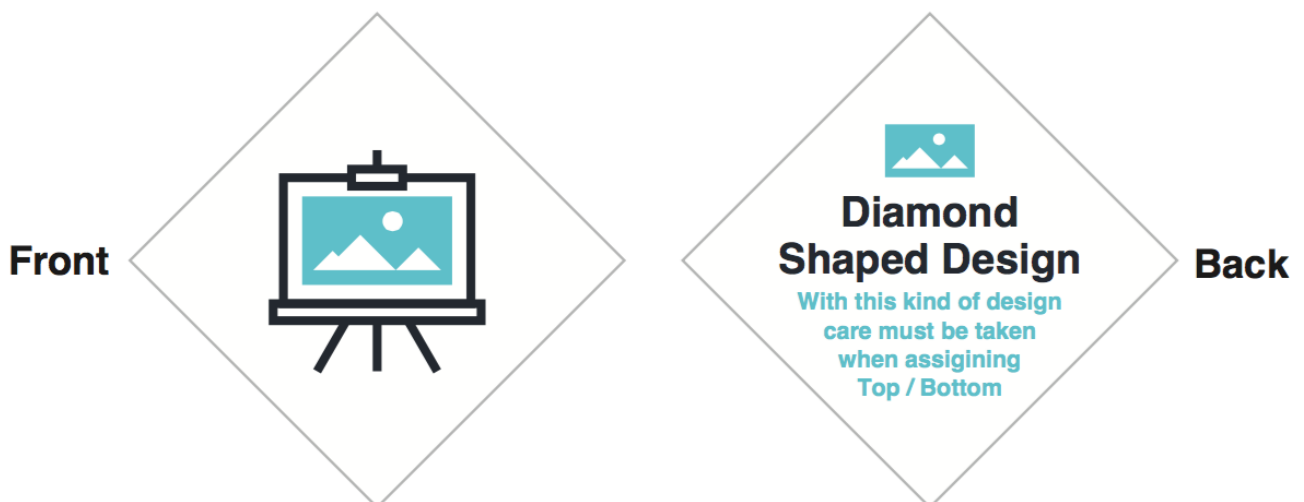 Front
Diamond
Shaped Design
With this kind of design
care must be taken
when assigining
Top / Bottom
Back